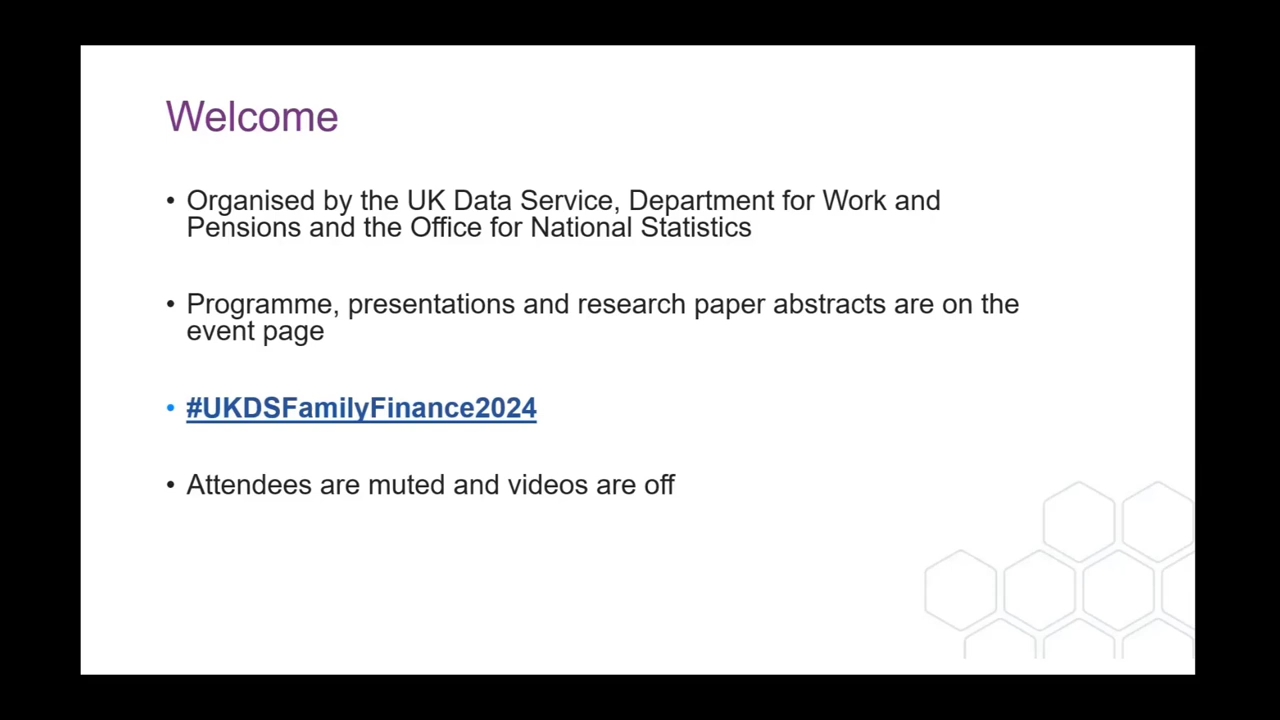 Welcome
• Organised by the UK Data Service, Department for Work and
Pensions and the Office for National Statistics
• Programme, presentations and research paper abstracts are on the
event page
• #UKDSFamilyFinance2024
• Attendees are muted and videos are off